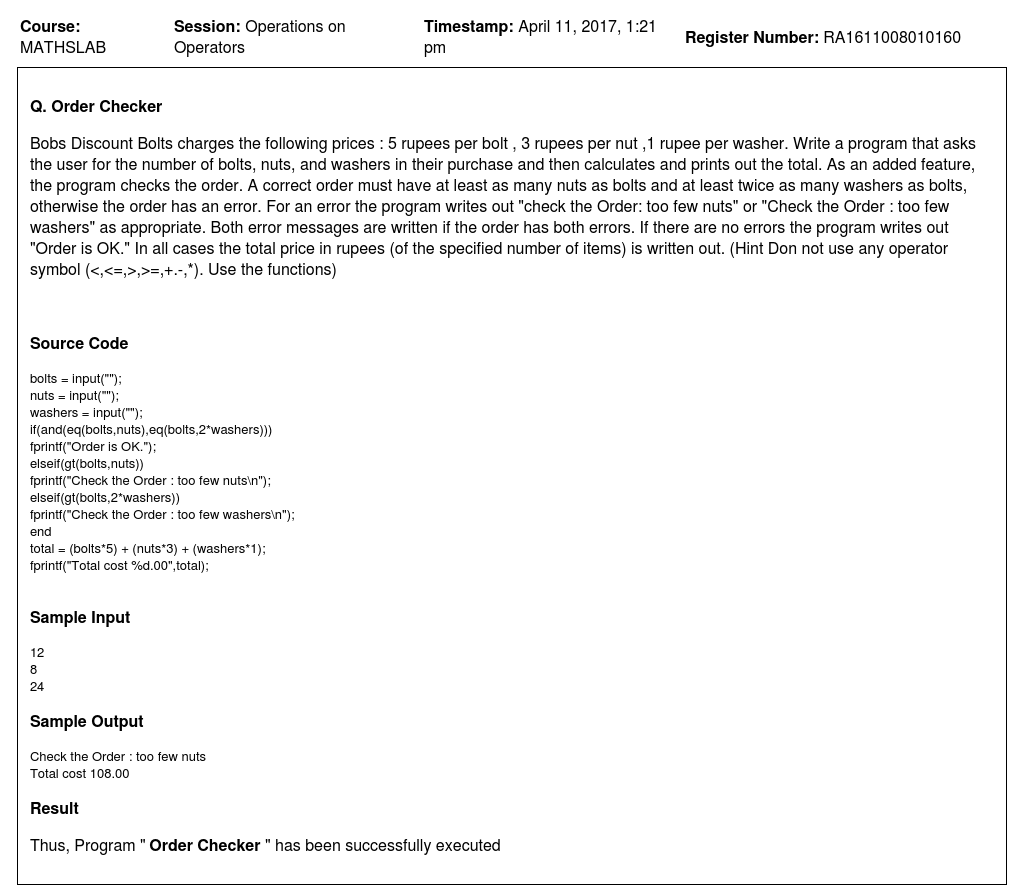 Course: MATHSLAB
Session: Operations on Operators
Timestamp: April 11, 2017, 1:21 pm
Register Number: RA1611008010160
Q. Order Checker
Bobs Discount Bolts charges the following prices : 5 rupees per bolt , 3 rupees per nut ,1 rupee per washer. Write a program that asks
the user for the number of bolts, nuts, and washers in their purchase and then calculates and prints out the total. As an added feature,
the program checks the order. A correct order must have at least as many nuts as bolts and at least twice as many washers as bolts,
otherwise the order has an error. For an error the program writes out "check the Order: too few nuts" or "Check the Order : too few
washers" as appropriate. Both error messages are written if the order has both errors. If there are no errors the program writes out
"Order is OK." In all cases the total price in rupees (of the specified number of items) is written out. (Hint Don not use any operator
symbol (<,<=,>,>=,+.-,*). Use the functions)
Source Code
bolts = input("");
nuts = input("");
washers = input("");
if(and(eq(bolts,nuts),eq(bolts,2*washers)))
fprintf("Order is OK.");
elseif(gt(bolts,nuts))
fprintf("Check the Order : too few nuts\n");
elseif(gt(bolts,2*washers))
fprintf("Check the Order : too few washers\n");
end
total = (bolts*5) + (nuts*3) + (washers*1);
fprintf("Total cost %d.00",total);
Sample Input
12
8
24
Sample Output
Check the Order : too few nuts
Total cost 108.00
Result
Thus, Program " Order Checker " has been successfully executed